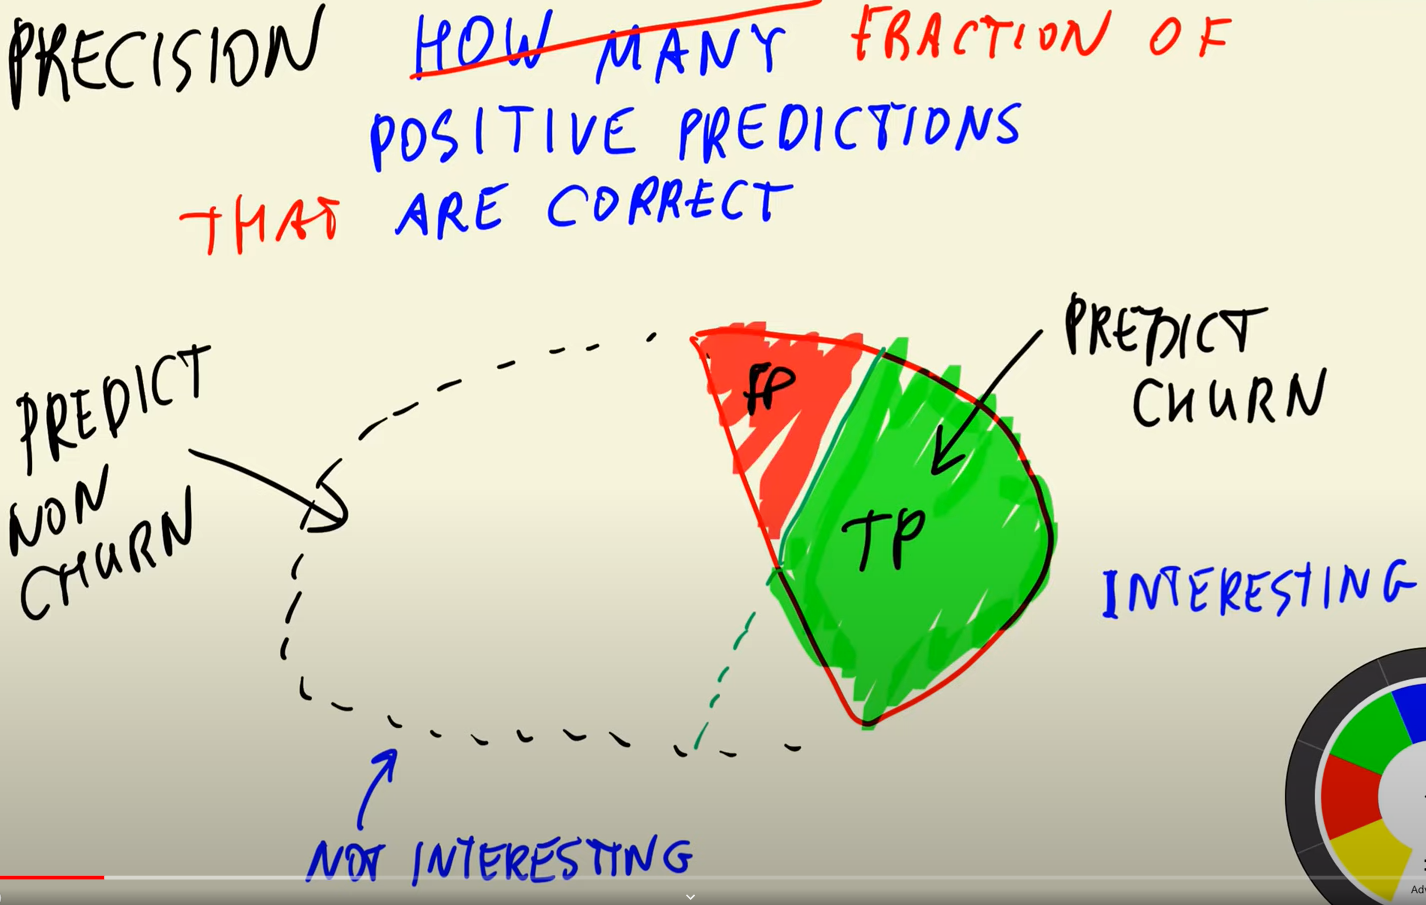 PRECISION HOW MANY FRACTION OF
POSITIVE PREDICTIONS
THAT ARE CORRECT
PREDICT
NON
CHURN
FP
TP
PREDICT
CHURN
INTERESTING
NOT INTERESTING